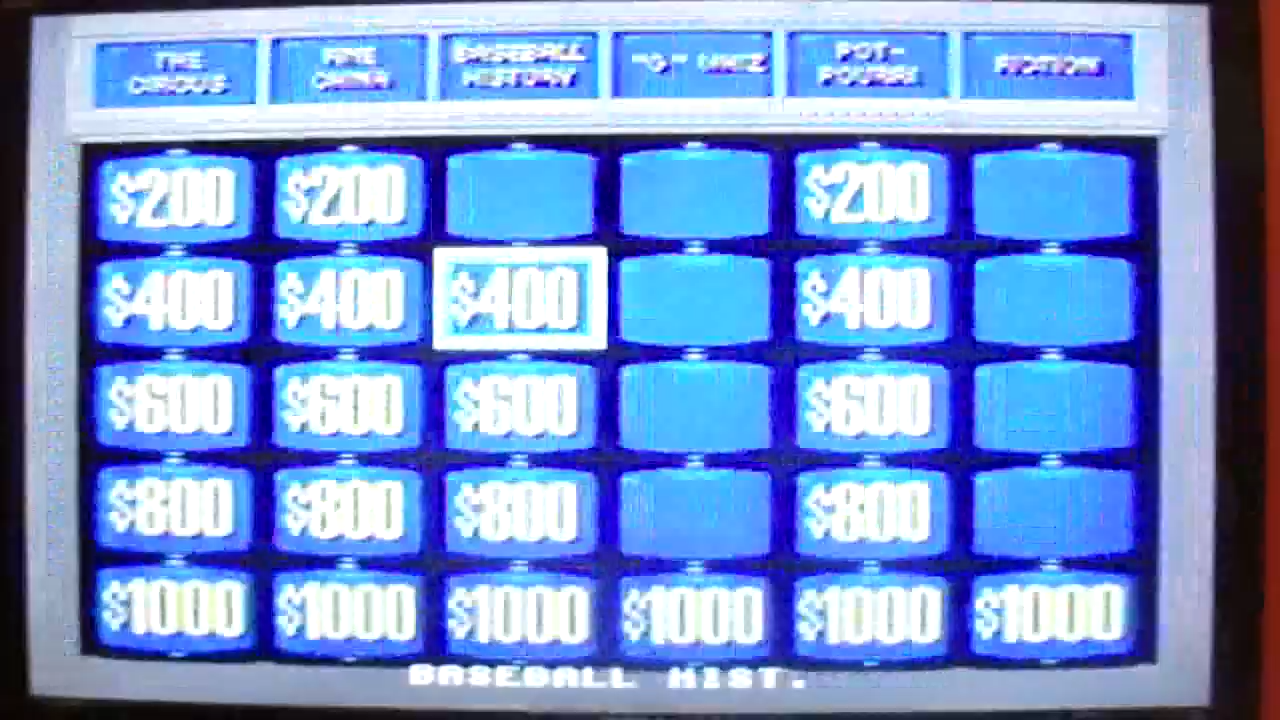 THE
CIRCUS
FINE
CHINA
BASEBALL
HISTORY
POT-
POURRI
FICTION
$200 $200 $200
$400 $400 $400 $400
$600 $600 $600 $600
$800 $800 $800 $800
$1000 $1000 $1000 $1000 $1000 $1000
BASEBALL HIST.